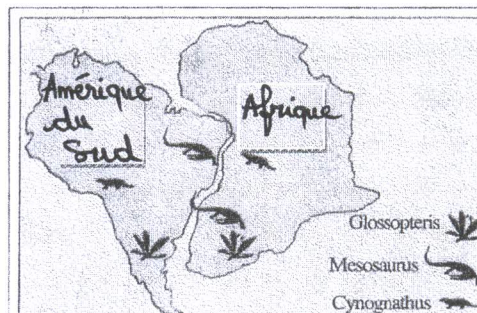 Amérique
du
Sud
Afrique
Glossopteris
Mesosaurus
Cynognathus